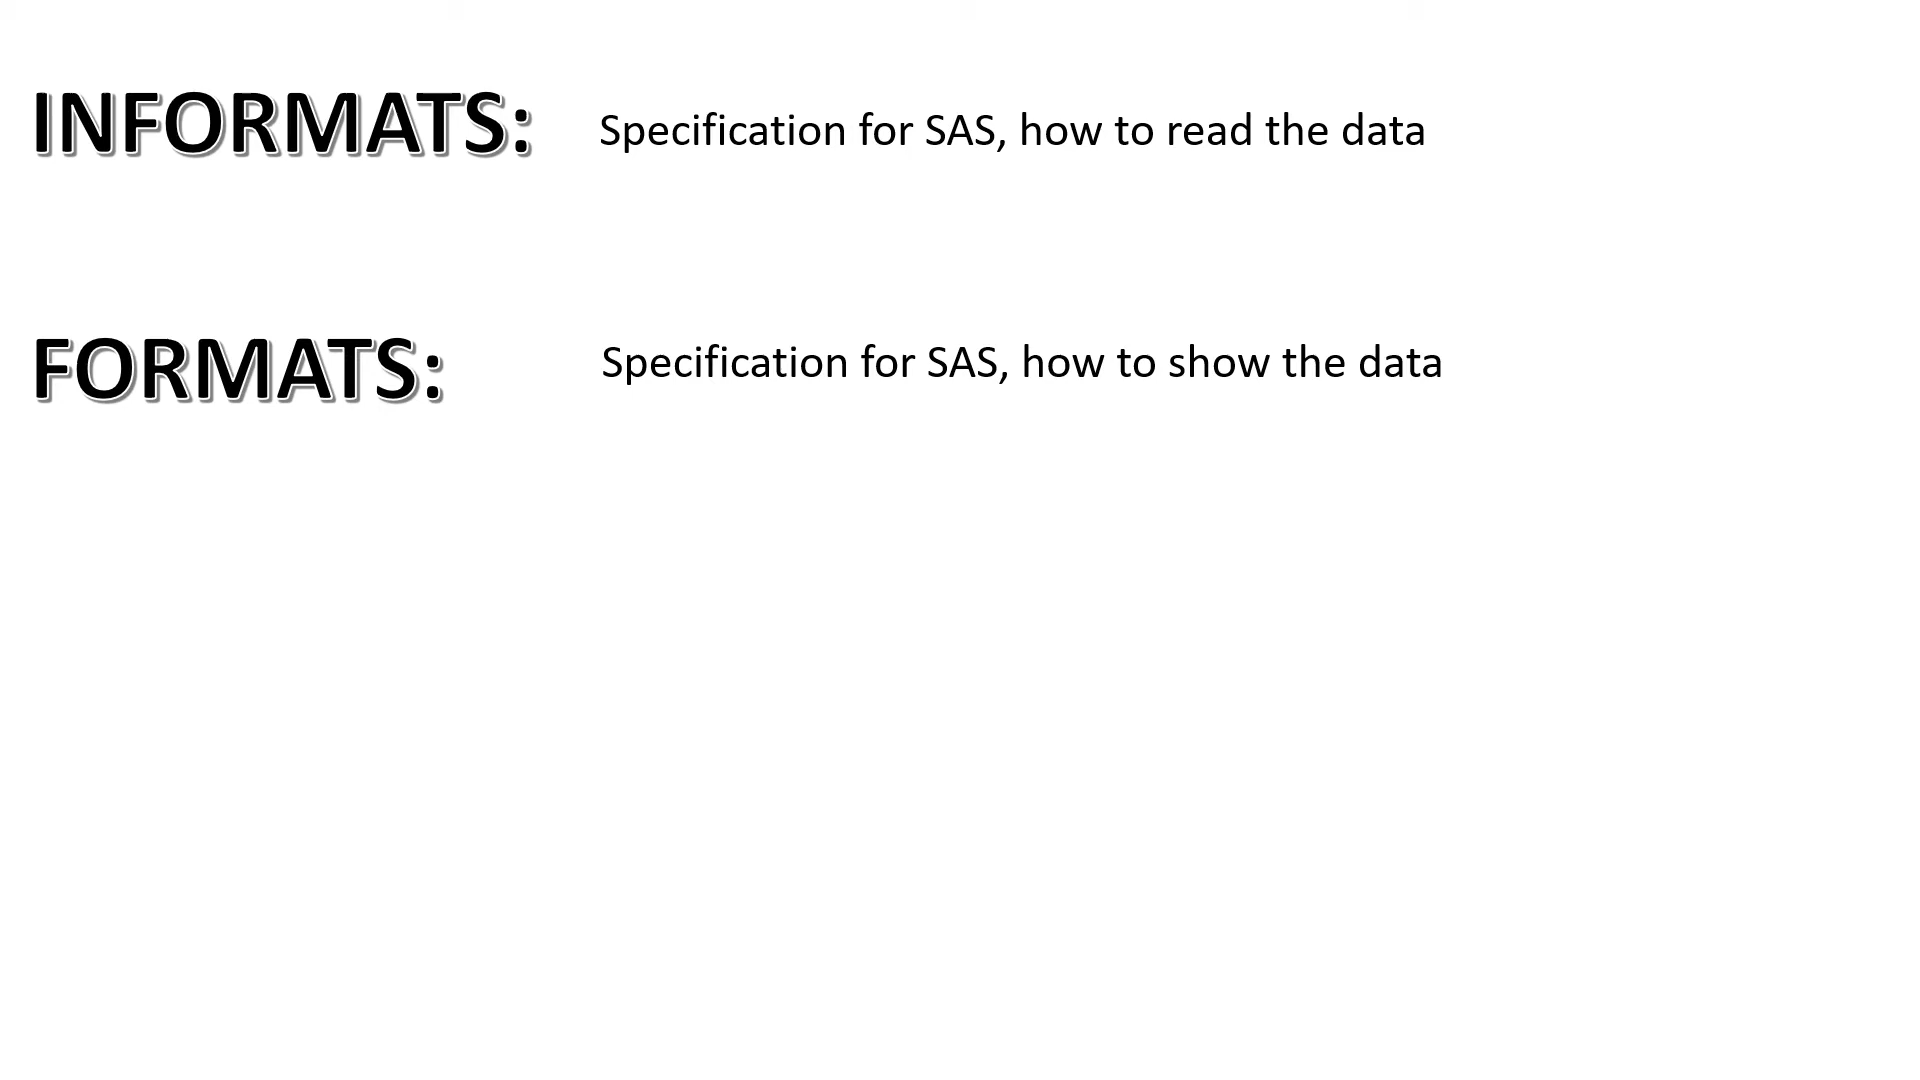 INFORMATS: Specification for SAS, how to read the data
FORMATS: Specification for SAS, how to show the data